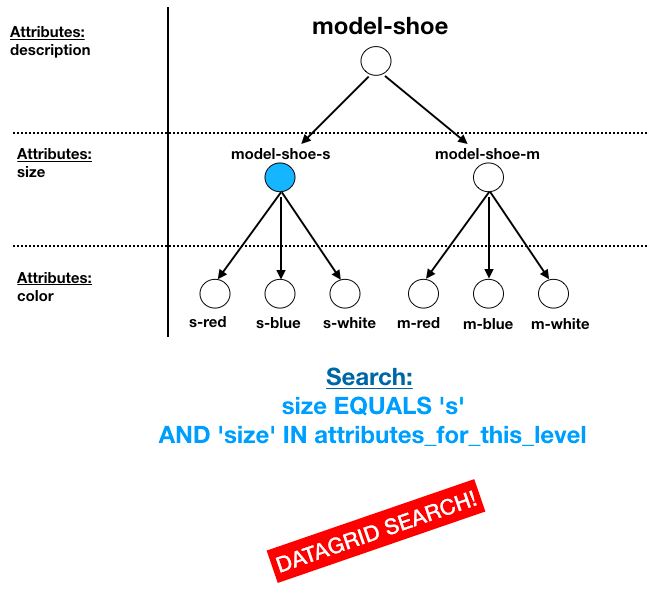 model-shoe
Attributes:
description
Attributes:
size
model-shoe-s
model-shoe-m
Attributes:
color
s-red
s-blue
s-white
m-red
m-blue
m-white
Search:
size EQUALS 's'
AND 'size' IN attributes_for_this_level
DATAGRID SEARCH!